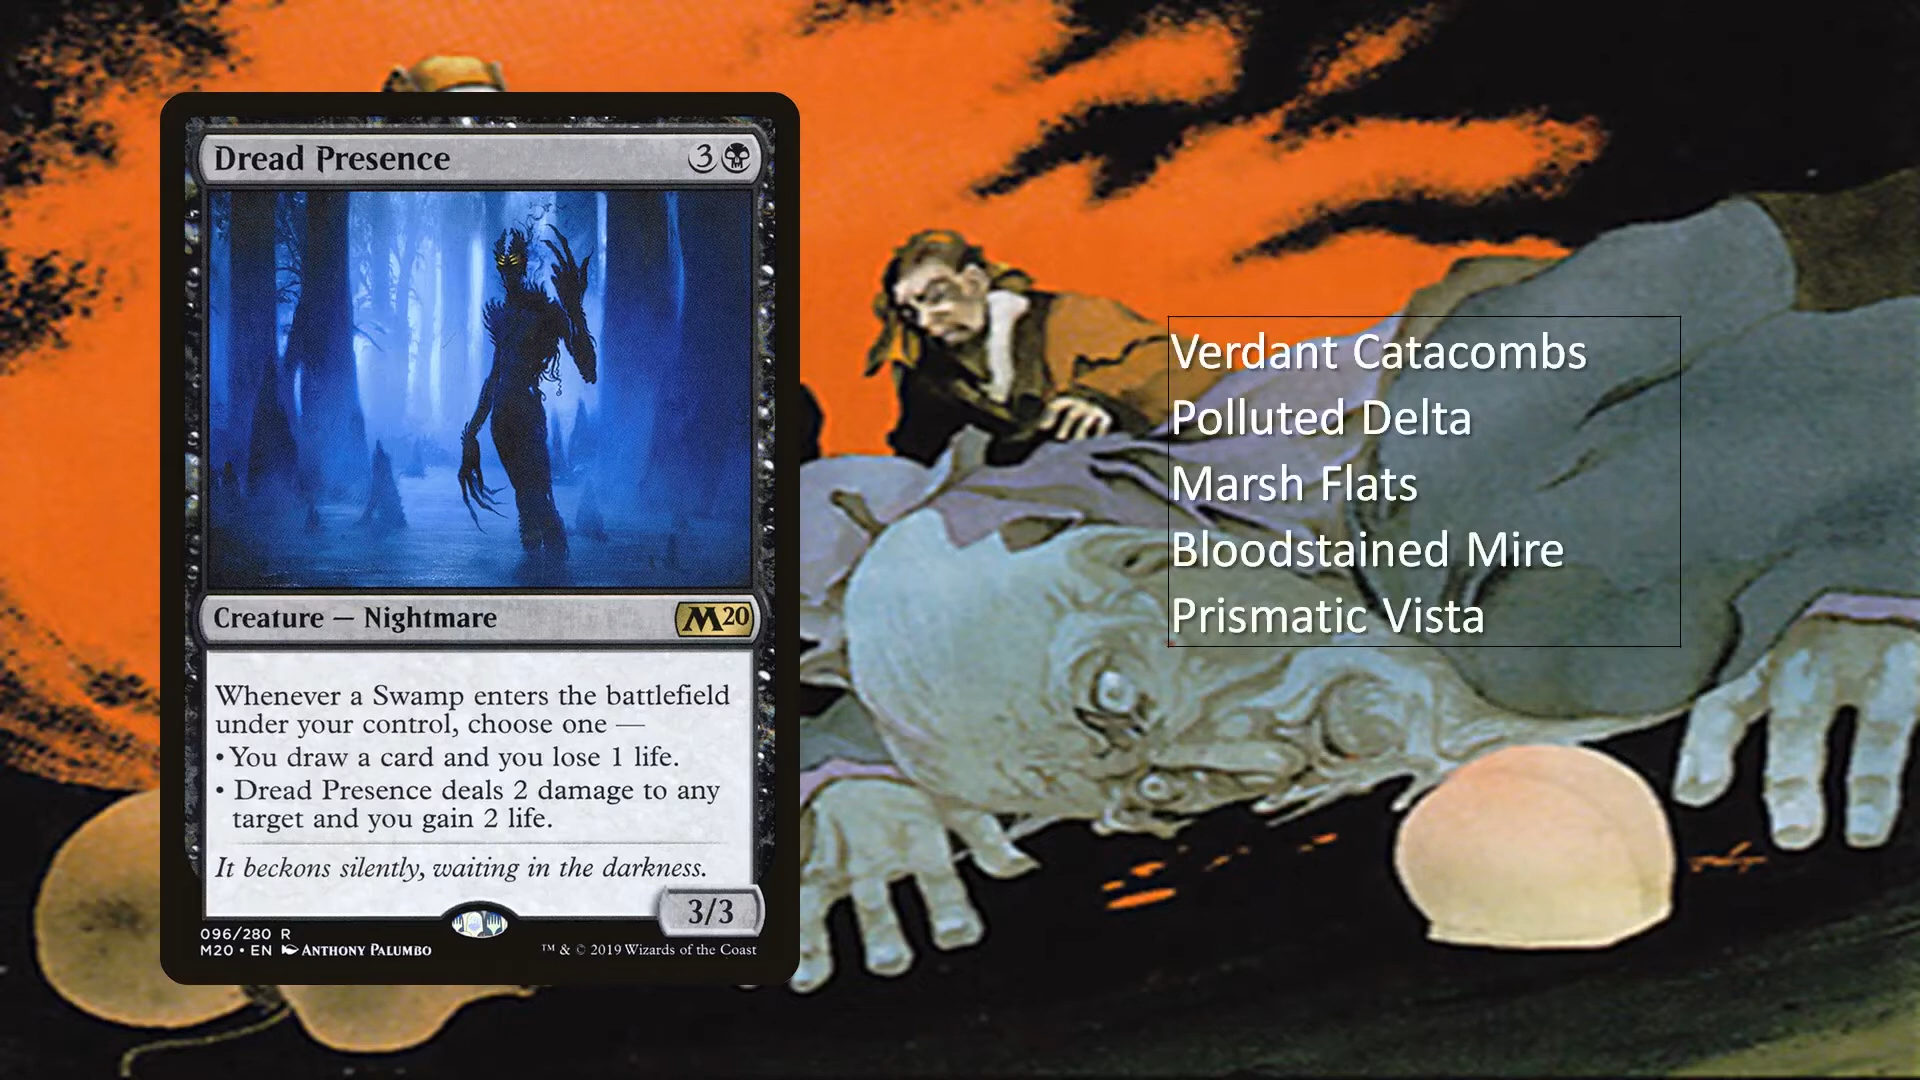 Dread Presence 3
Creature — Nightmare M20
Whenever a Swamp enters the battlefield
under your control, choose one —
• You draw a card and you lose 1 life.
• Dread Presence deals 2 damage to any
target and you gain 2 life.
It beckons silently, waiting in the darkness.
3/3
096/280 R
M20 • EN Anthony Palumbo
™ & © 2019 Wizards of the Coast
Verdant Catacombs
Polluted Delta
Marsh Flats
Bloodstained Mire
Prismatic Vista